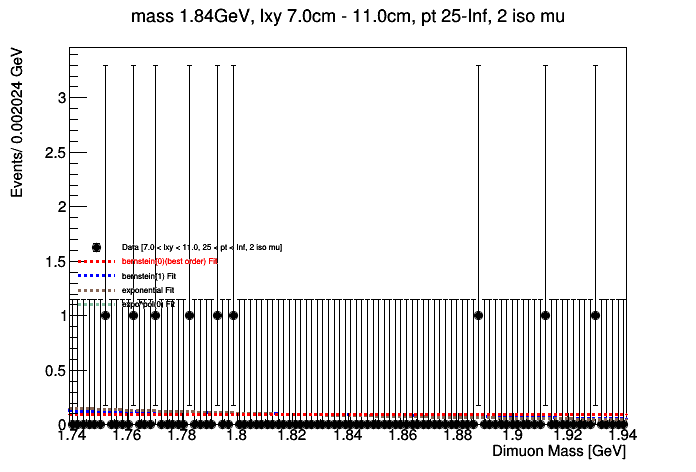 mass 1.84GeV, lxy 7.0cm - 11.0cm, pt 25-Inf, 2 iso mu
Events/ 0.002024 GeV
3
2.5
2
Data [7.0 < lxy < 11.0, 25 < pt < Inf, 2 iso mu]
1.5
bernstein[0](best order) Fit
bernstein[1] Fit
exponential Fit
1
0.5
0
1.74 1.76 1.78 1.8 1.82 1.84 1.86 1.88 1.9 1.92 1.94
Dimuon Mass [GeV]